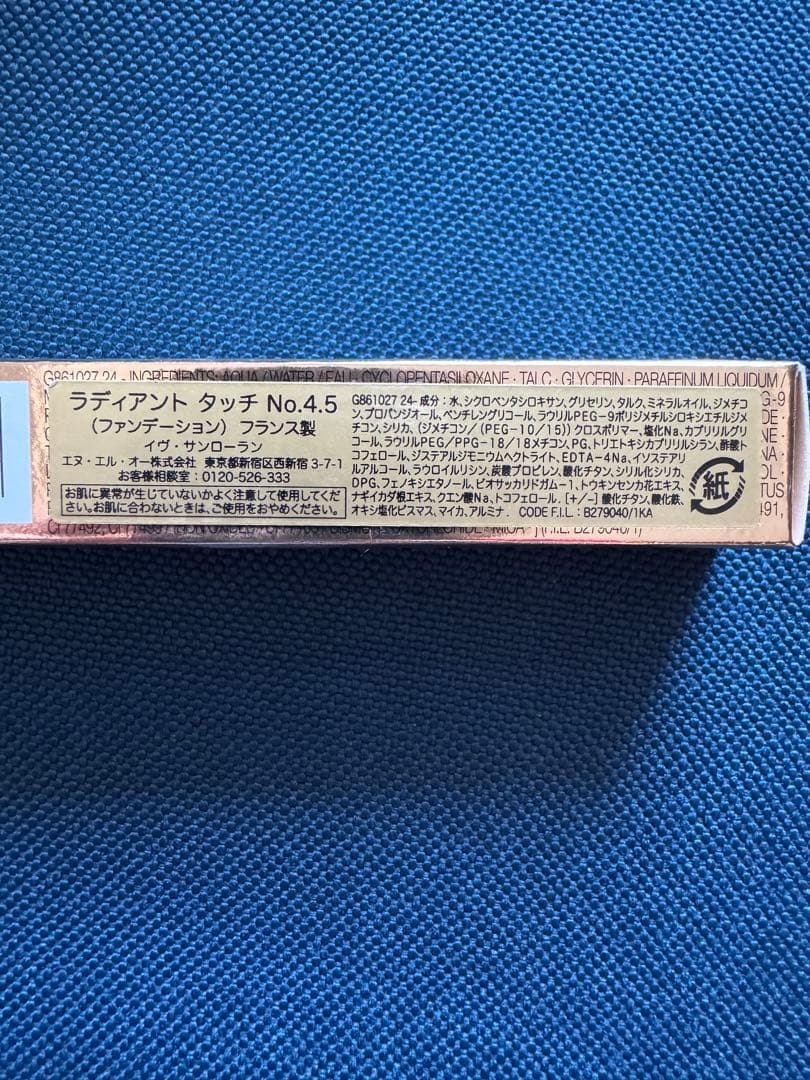 G861027 24 · INGREDIENTS: AQUA / WATER / EAU · CYCLOPENTASILOXANE · TALC · GLYCERIN · PARAFFINUM LIQUIDUM /
ラディアント タッチ No.4.5
（ファンデーション）フランス製
イヴ・サンローラン
エヌ・エル・オー株式会社 東京都新宿区西新宿 3-7-1
お客様相談室：0120-526-333
お肌に異常が生じていないかよく注意して使用してくだ
さい。お肌に合わないときは、ご使用をおやめください。
G861027 24- 成分：水、シクロペンタシロキサン、グリセリン、タルク、ミネラルオイル、ジメチコ
ン、プロパンジオール、ペンチレングリコール、ラウリルPEG-9ポリジメチルシロキシエチルジメ
チコン、シリカ、（ジメチコン／（PEG-10/15））クロスポリマー、塩化Na、カプリリルグリ
コール、ラウリルPEG/PPG-18/18メチコン、PG、トリエトキシカプリリルシラン、酢酸ト
コフェロール、ジステアルジモニウムヘクトライト、EDTA-4Na、イソステアリ
ルアルコール、ラウロイルリシン、炭酸プロピレン、酸化チタン、シリル化シリカ、
DPG、フェノキシエタノール、ビオサッカリドガム-1、トウキンセンカ花エキス、
ナギイカダ根エキス、クエン酸Na、トコフェロール. [+/-] 酸化チタン、酸化鉄、
オキシ塩化ビスマス、マイカ、アルミナ. CODE F.I.L : B279040/1KA
紙
(F.I.L. B279040/1)